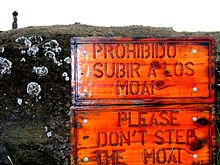 PROHIBIDO
SUBIR A LOS
MOAI
PLEASE
DON'T STEP
THE MOAI